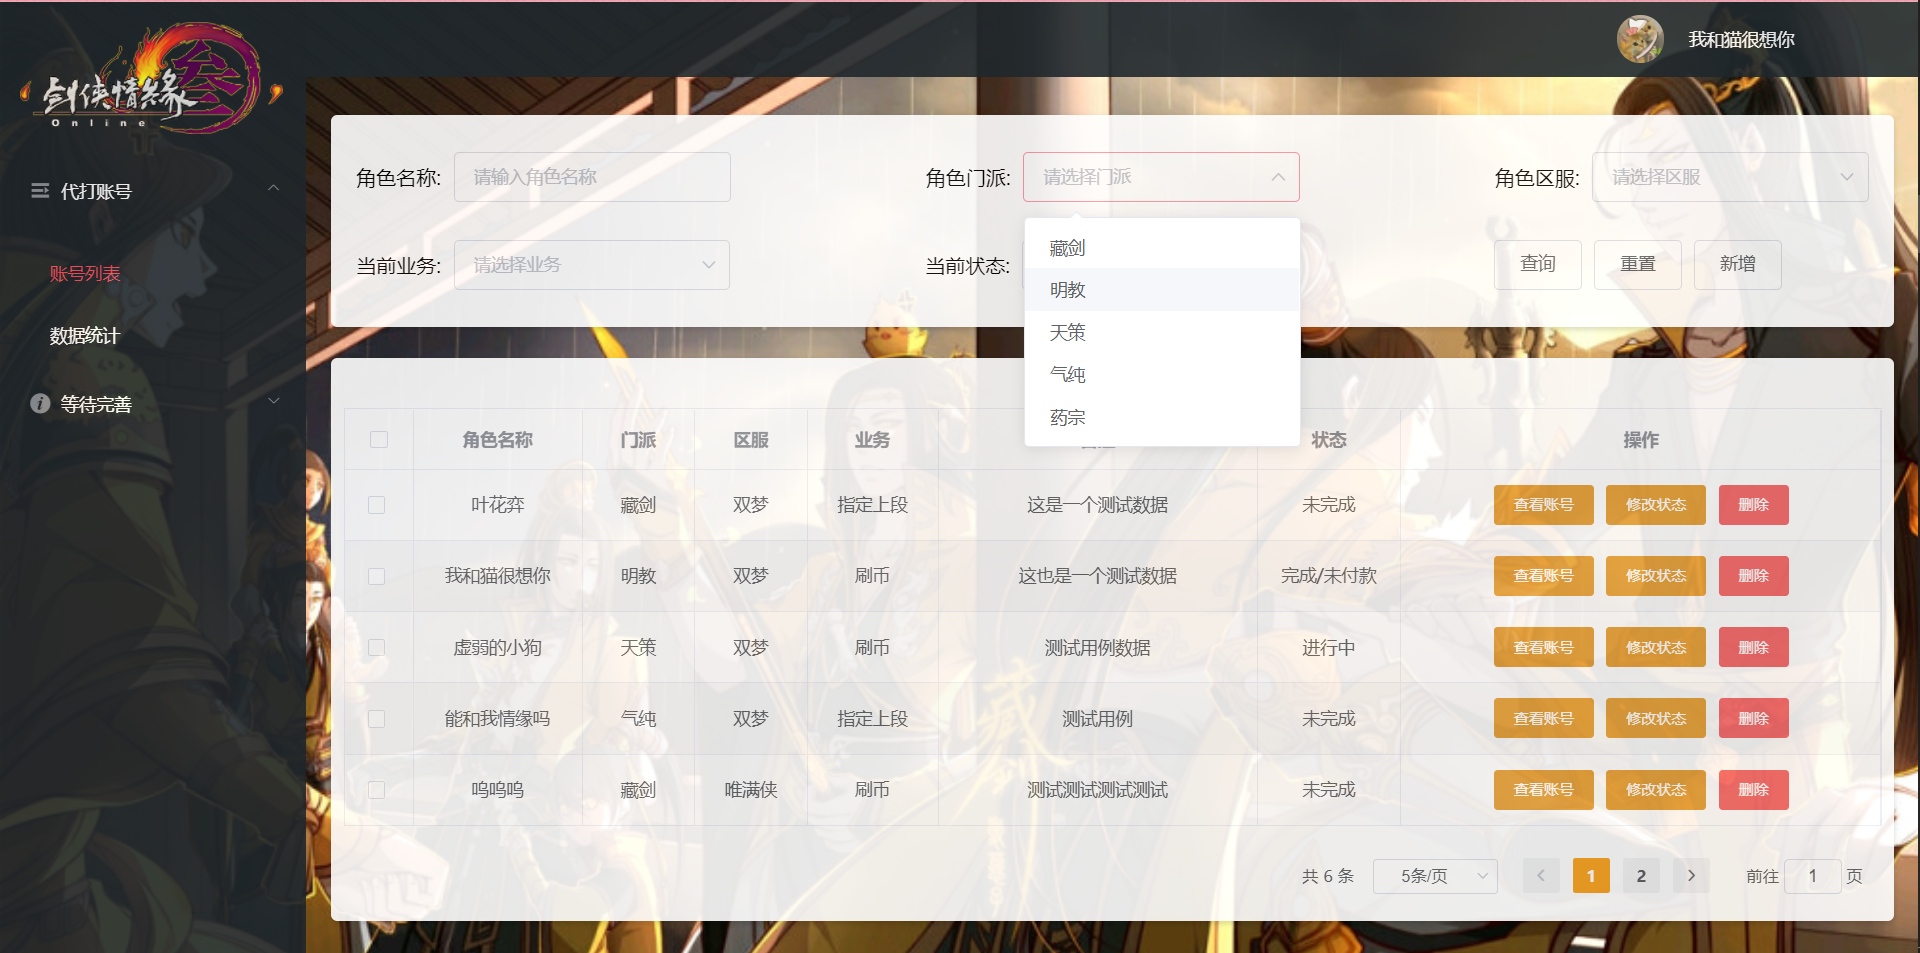 剑侠情缘叁
Online
我和猫很想你
代打账号
账号列表
数据统计
等待完善
角色名称: 请输入角色名称 角色门派: 请选择门派 角色区服: 请选择区服
当前业务: 请选择业务 当前状态: 查询 重置 新增
藏剑
明教
天策
气纯
药宗
角色名称 门派 区服 业务 状态 操作
叶花弈 藏剑 双梦 指定上段 这是一个测试数据 未完成 查看账号 修改状态 删除
我和猫很想你 明教 双梦 刷币 这也是一个测试数据 完成/未付款 查看账号 修改状态 删除
虚弱的小狗 天策 双梦 刷币 测试用例数据 进行中 查看账号 修改状态 删除
能和我情缘吗 气纯 双梦 指定上段 测试用例 未完成 查看账号 修改状态 删除
呜呜呜 藏剑 唯满侠 刷币 测试测试测试测试 未完成 查看账号 修改状态 删除
共 6 条 5条/页 1 2 前往 1 页